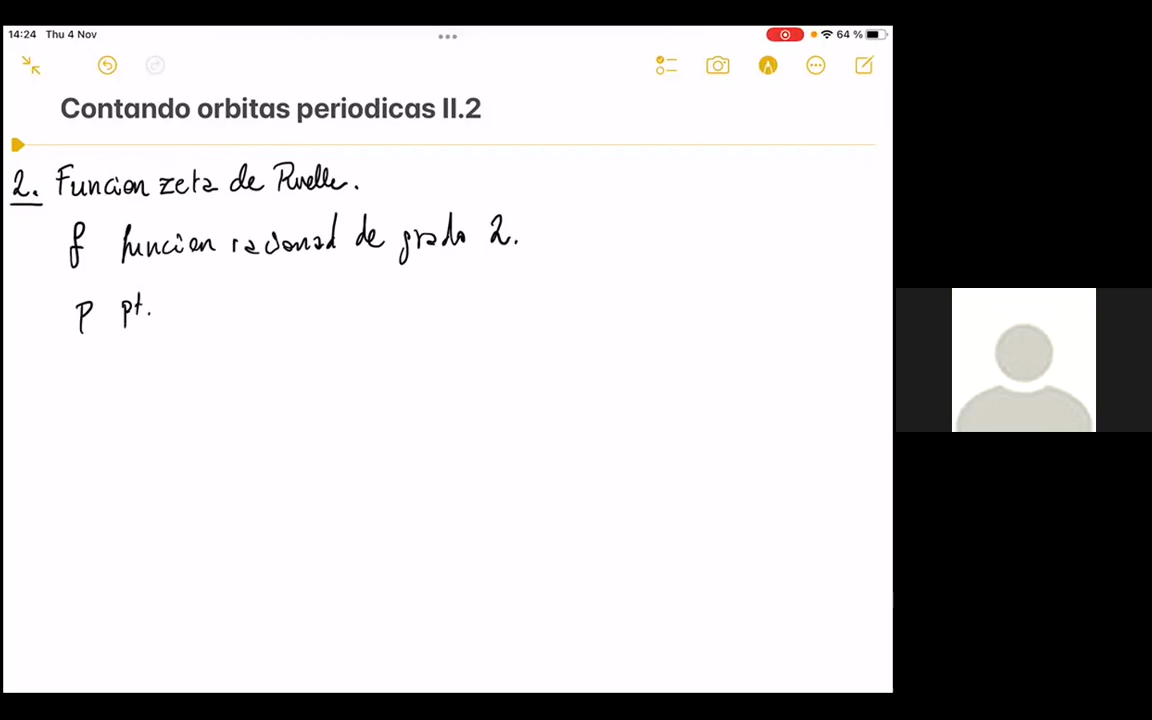 14:24 Thu 4 Nov
64 %
Contando orbitas periodicas II.2
2. Funcion zeta de Ruelle.
f funcion racional de grado 2.
p pt.